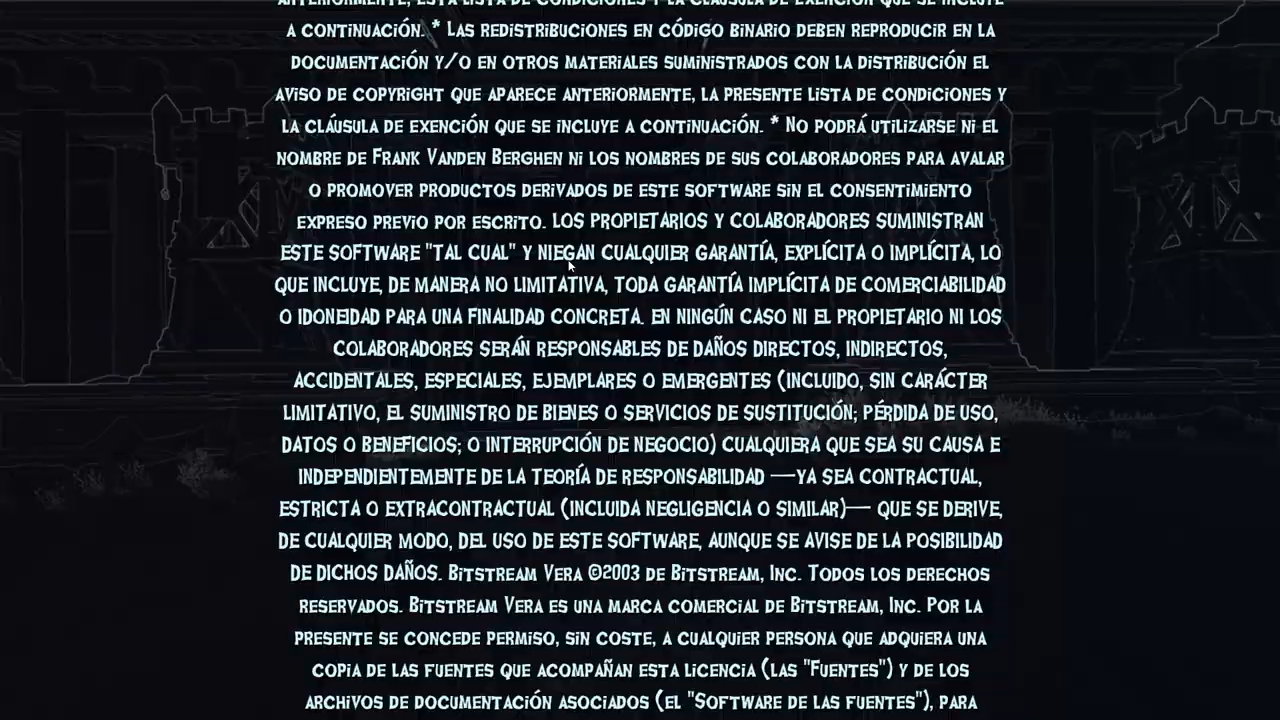 ANTERIORMENTE, ESTA LISTA DE CONDICIONES Y LA CLÁUSULA DE EXENCIÓN QUE SE INCLUYE
A CONTINUACIÓN. * LAS REDISTRIBUCIONES EN CÓDIGO BINARIO DEBEN REPRODUCIR EN LA
DOCUMENTACIÓN Y/O EN OTROS MATERIALES SUMINISTRADOS CON LA DISTRIBUCIÓN EL
AVISO DE COPYRIGHT QUE APARECE ANTERIORMENTE, LA PRESENTE LISTA DE CONDICIONES Y
LA CLÁUSULA DE EXENCIÓN QUE SE INCLUYE A CONTINUACIÓN. * NO PODRÁ UTILIZARSE NI EL
NOMBRE DE FRANK VANDEN BERGHEN NI LOS NOMBRES DE SUS COLABORADORES PARA AVALAR
O PROMOVER PRODUCTOS DERIVADOS DE ESTE SOFTWARE SIN EL CONSENTIMIENTO
EXPRESO PREVIO POR ESCRITO. LOS PROPIETARIOS Y COLABORADORES SUMINISTRAN
ESTE SOFTWARE "TAL CUAL" Y NIEGAN CUALQUIER GARANTÍA, EXPLÍCITA O IMPLÍCITA, LO
QUE INCLUYE, DE MANERA NO LIMITATIVA, TODA GARANTÍA IMPLÍCITA DE COMERCIABILIDAD
O IDONEIDAD PARA UNA FINALIDAD CONCRETA. EN NINGÚN CASO NI EL PROPIETARIO NI LOS
COLABORADORES SERÁN RESPONSABLES DE DAÑOS DIRECTOS, INDIRECTOS,
ACCIDENTALES, ESPECIALES, EJEMPLARES O EMERGENTES (INCLUIDO, SIN CARÁCTER
LIMITATIVO, EL SUMINISTRO DE BIENES O SERVICIOS DE SUSTITUCIÓN; PÉRDIDA DE USO,
DATOS O BENEFICIOS; O INTERRUPCIÓN DE NEGOCIO) CUALQUIERA QUE SEA SU CAUSA E
INDEPENDIENTEMENTE DE LA TEORÍA DE RESPONSABILIDAD —YA SEA CONTRACTUAL,
ESTRICTA O EXTRACONTRACTUAL (INCLUIDA NEGLIGENCIA O SIMILAR)— QUE SE DERIVE,
DE CUALQUIER MODO, DEL USO DE ESTE SOFTWARE, AUNQUE SE AVISE DE LA POSIBILIDAD
DE DICHOS DAÑOS. BITSTREAM VERA ©2003 DE BITSTREAM, INC. TODOS LOS DERECHOS
RESERVADOS. BITSTREAM VERA ES UNA MARCA COMERCIAL DE BITSTREAM, INC. POR LA
PRESENTE SE CONCEDE PERMISO, SIN COSTE, A CUALQUIER PERSONA QUE ADQUIERA UNA
COPIA DE LAS FUENTES QUE ACOMPAÑAN ESTA LICENCIA (LAS "FUENTES") Y DE LOS
ARCHIVOS DE DOCUMENTACIÓN ASOCIADOS (EL "SOFTWARE DE LAS FUENTES"), PARA